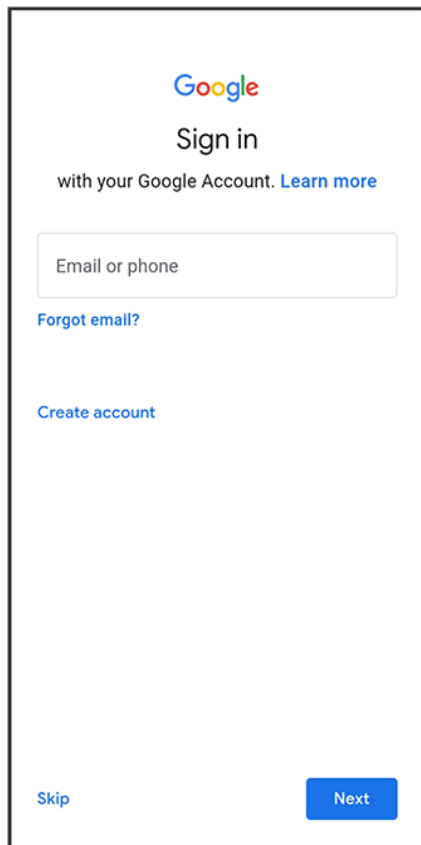 Google
Sign in
with your Google Account. Learn more
Email or phone
Forgot email?
Create account
Skip Next